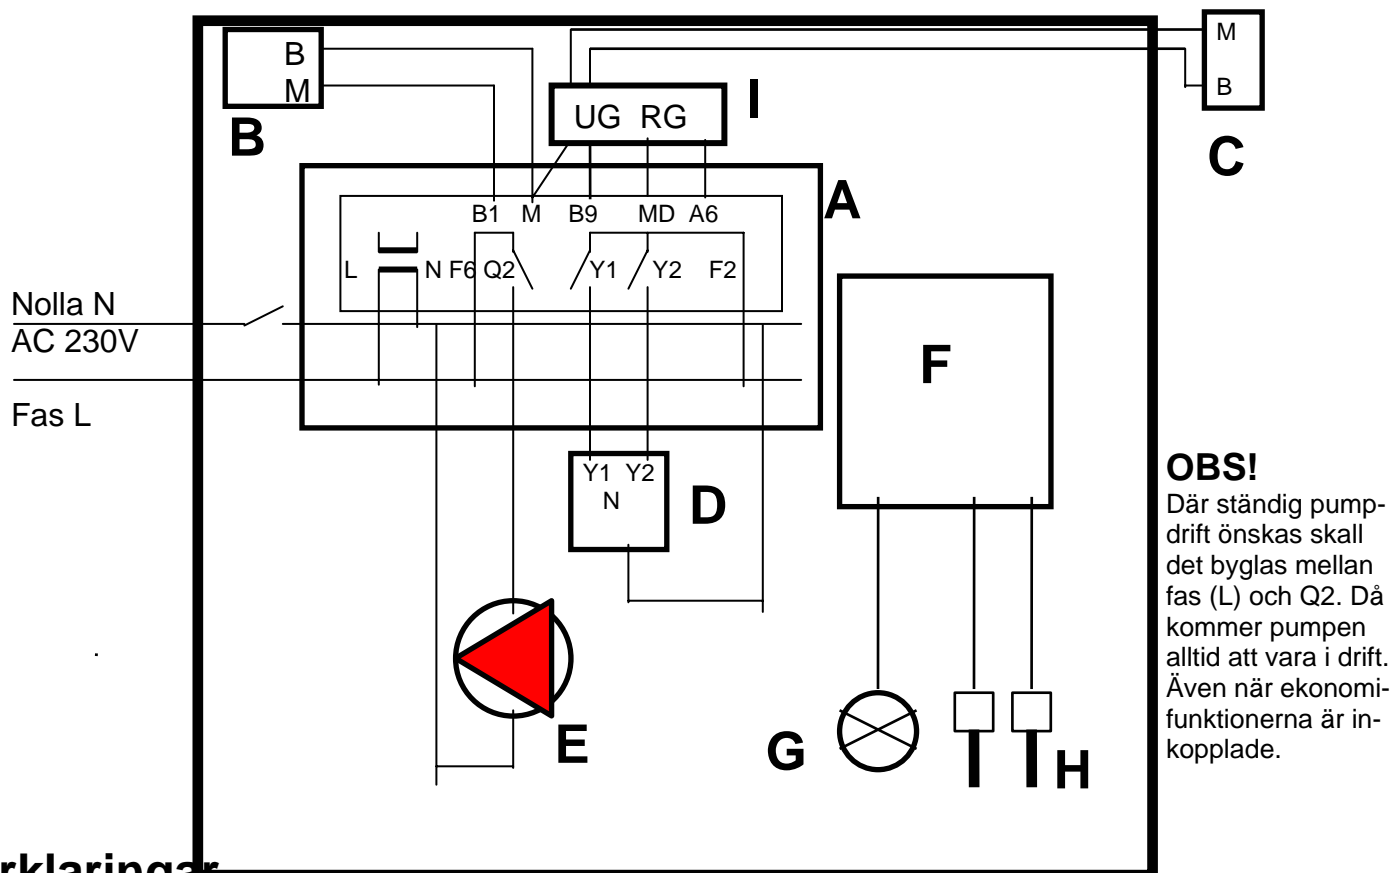 B
M
B
UG RG
I
M
B
C
A
B1 M B9 MD A6
L N F6 Q2 Y1 Y2 F2
Nolla N
AC 230V
Fas L
F
Y1 Y2
N
D
E
G
H
OBS!
Där ständig pump-
drift önskas skall
det byglas mellan
fas (L) och Q2. Då
kommer pumpen
alltid att vara i drift.
Även när ekonomi-
funktionerna är in-
kopplade.
rklaringar